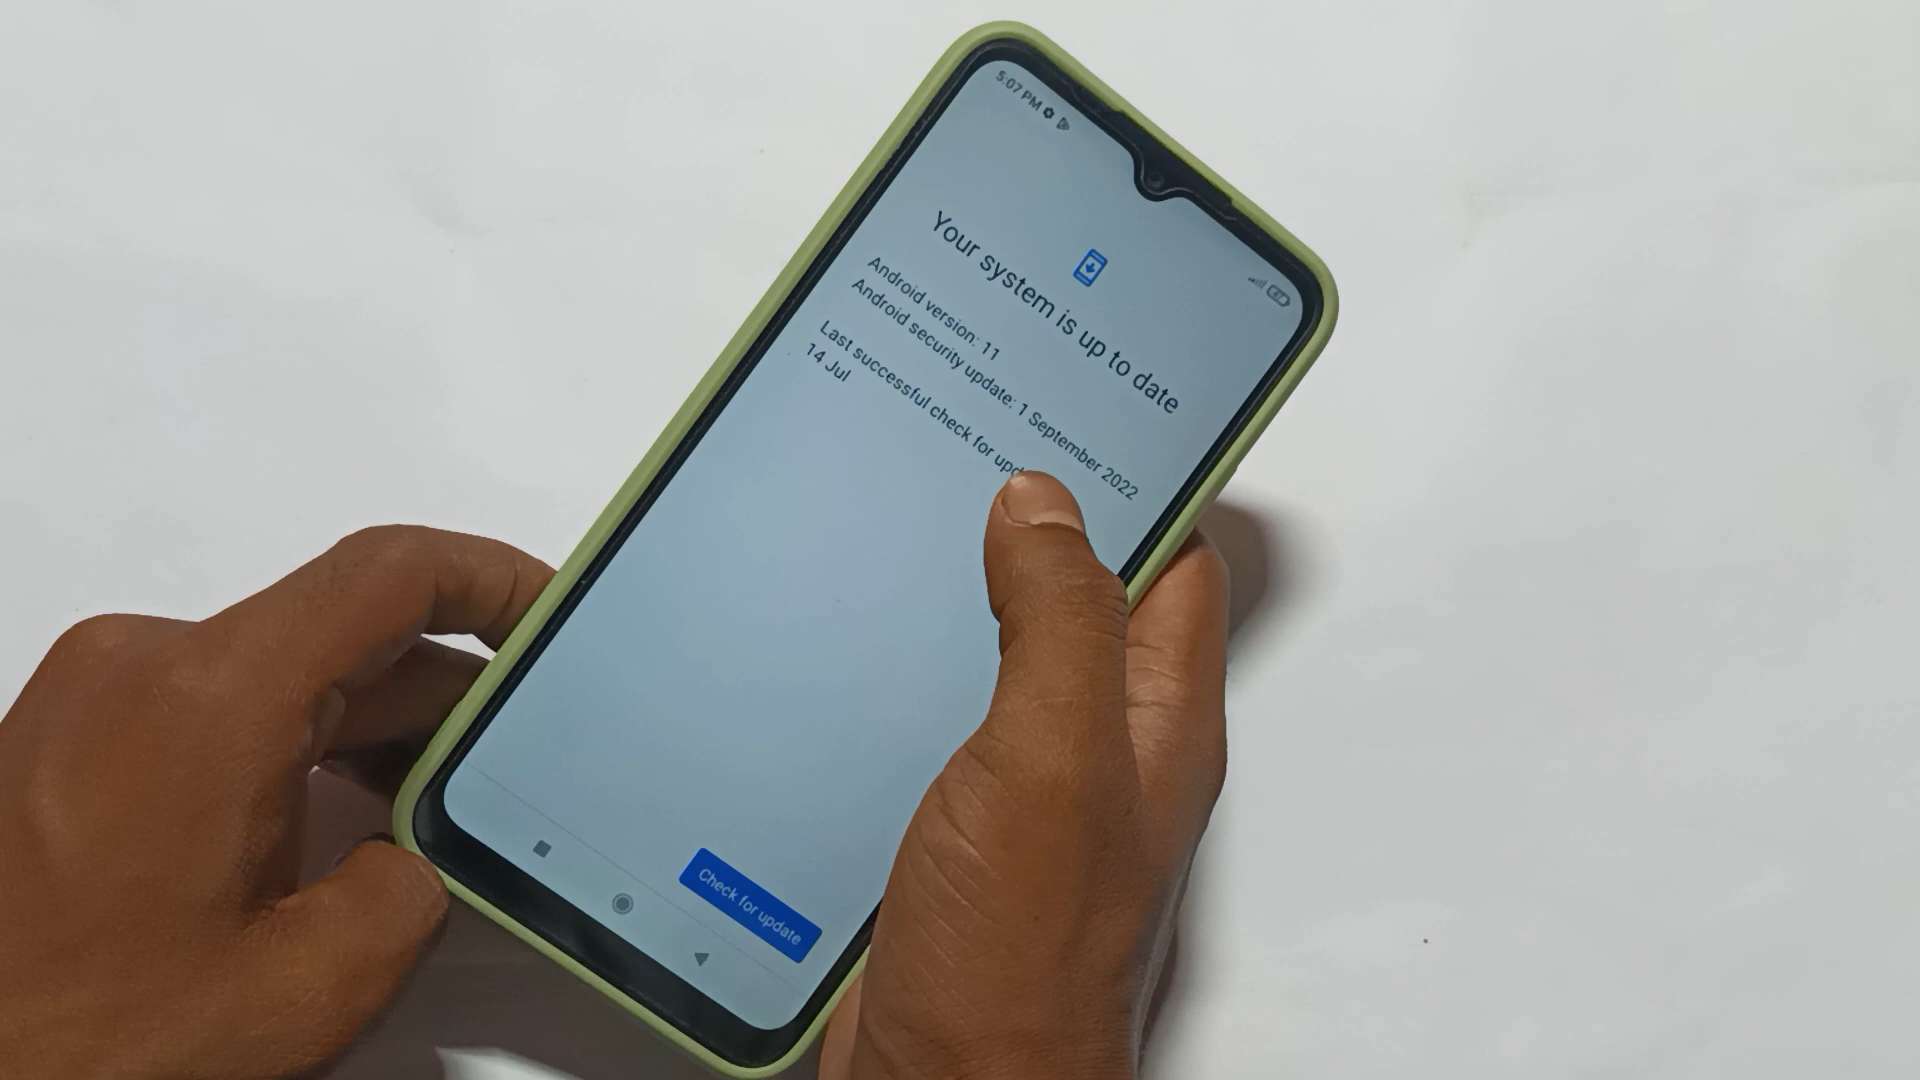 5:07 PM
Your system is up to date
Android version: 11
Android security update: 1 September 2022
Last successful check for
14 Jul
Check for update